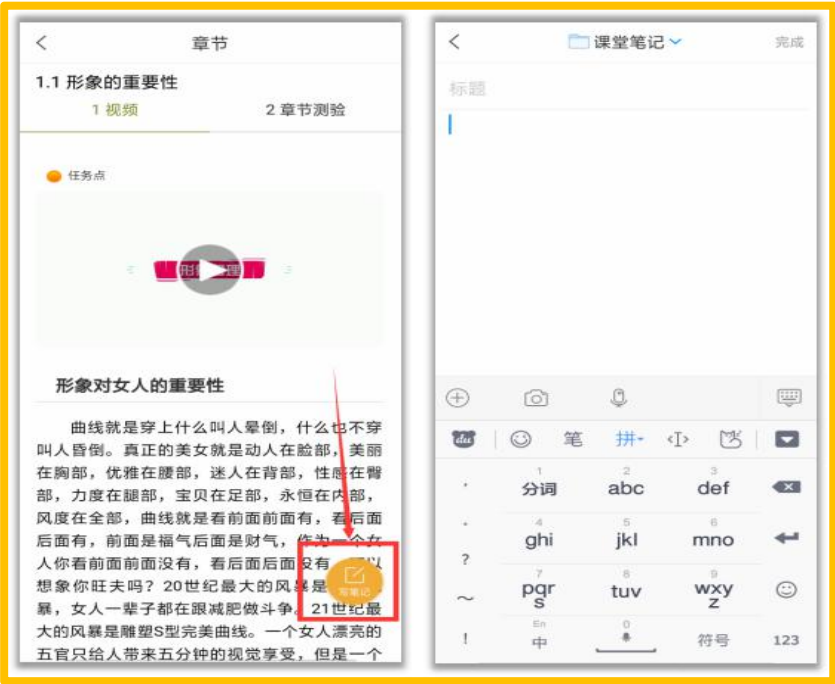 章节
1.1 形象的重要性
1 视频
2 章节测验
任务点
形象对女人的重要性
曲线就是穿上什么叫人晕倒，什么也不穿
叫人昏倒。真正的美女就是动人在脸部，美丽
在胸部，优雅在腰部，迷人在背部，性感在臀
部，力度在腿部，宝贝在足部，永恒在内部，
风度在全部，曲线就是看前面前面有，看后面
后面有，前面是福气后面是财气，作为一个女
人你看前面前面没有，看后面后面没有
想象你旺夫吗？20世纪最大的风暴是
暴，女人一辈子都在跟减肥做斗争。21世纪最
大的风暴是雕塑S型完美曲线。一个女人漂亮的
五官只给人带来五分钟的视觉享受，但是一个
写笔记
课堂笔记
完成
标题
du
笔
拼
1
分词
2
abc
3
def
4
ghi
5
jkl
6
mno
?
7
pqrs
8
tuv
9
wxyz
~
!
En
中
0
符号
123